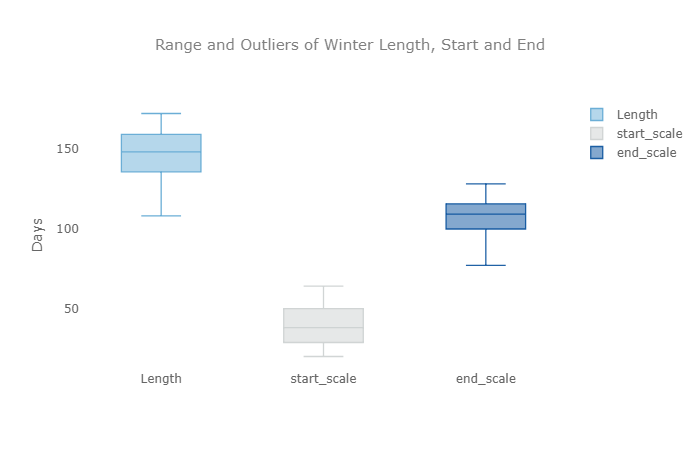 Range and Outliers of Winter Length, Start and End
Length
start_scale
end_scale
150
100
50
Days
Length
start_scale
end_scale